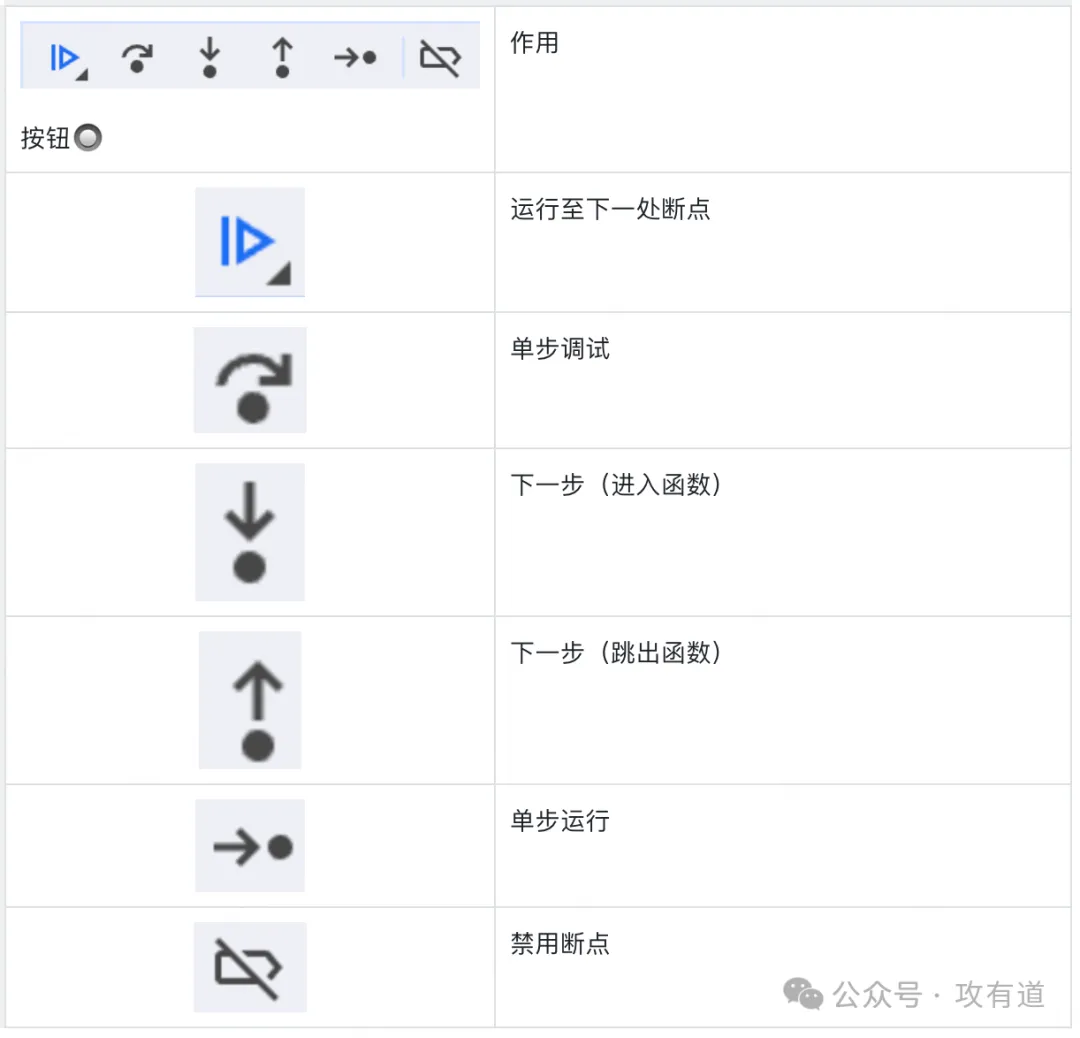 作用
按钮
运行至下一处断点
单步调试
下一步（进入函数）
下一步（跳出函数）
单步运行
禁用断点
公众号 · 攻有道